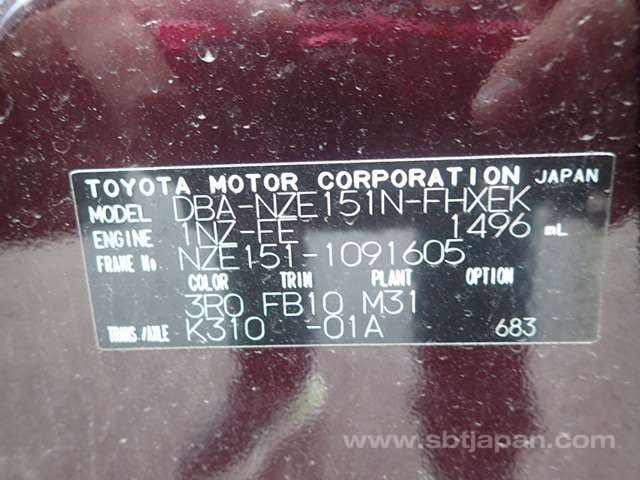 TOYOTA MOTOR CORPORATION JAPAN
MODEL DBA-NZE151N-FHXEK
ENGINE 1NZ-FE 1496 mL
FRAME No NZE151-1091605
COLOR TRIM PLANT OPTION
3R0 FB10 M31
TRANS./AXLE K310 -01A 683
www.sbtjapan.com/